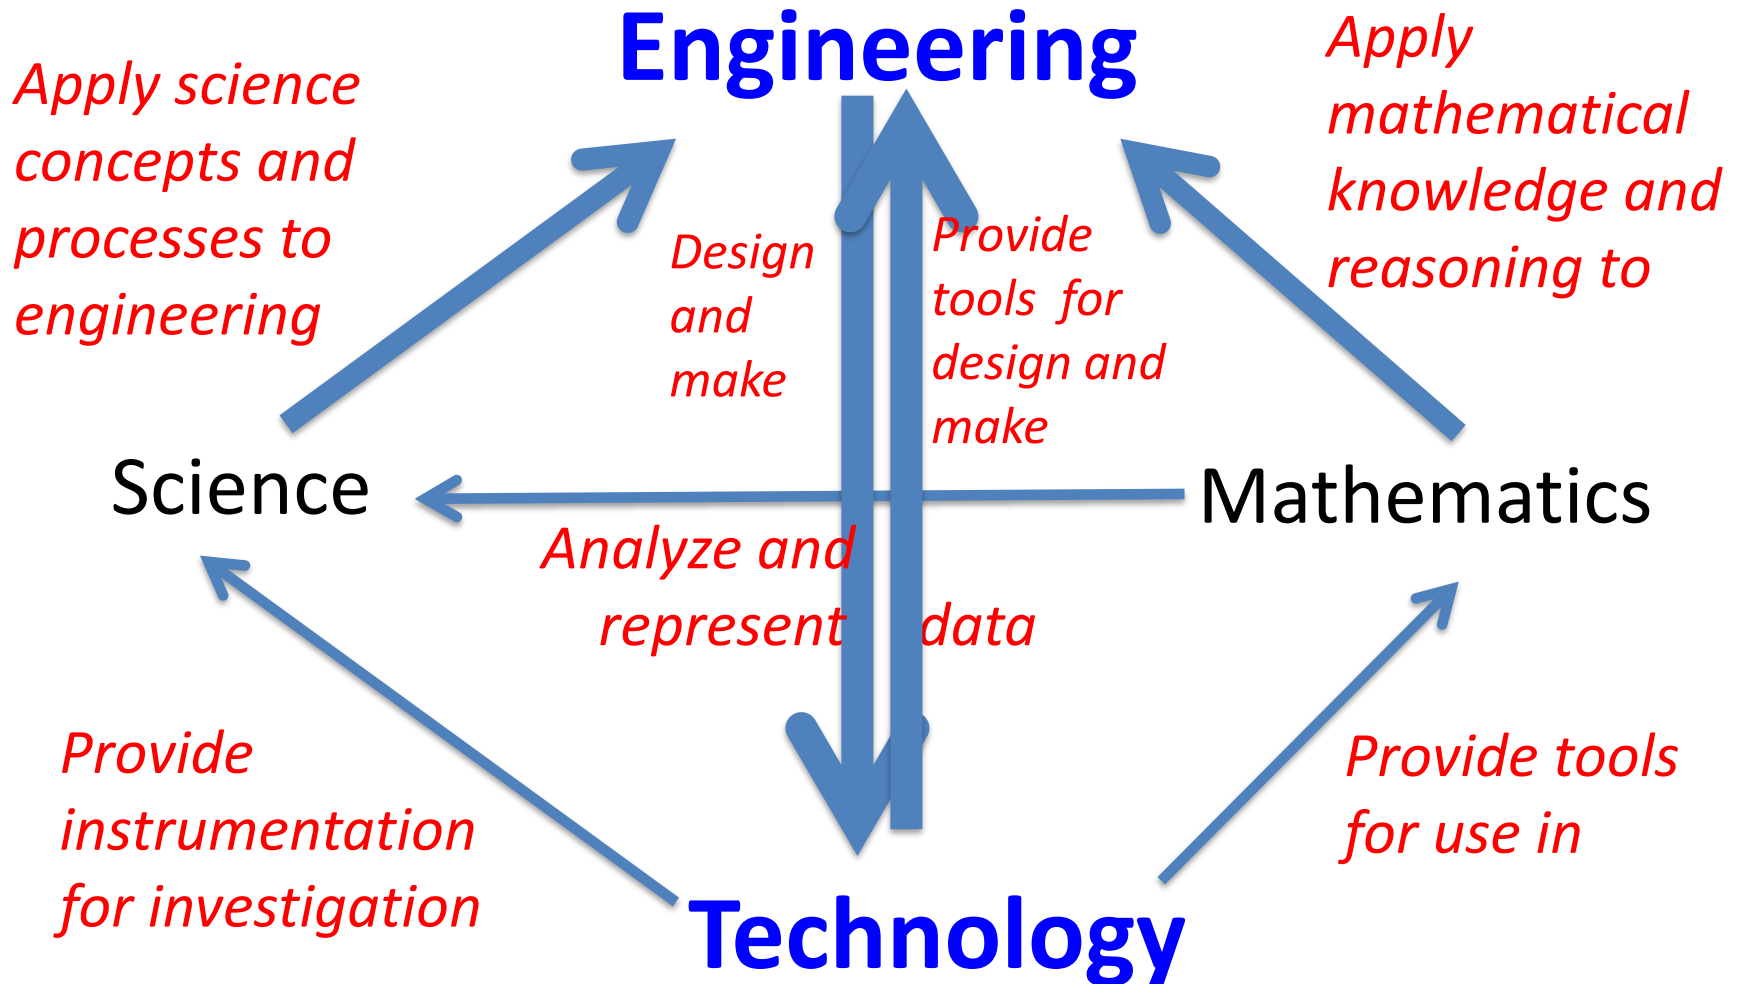 Engineering
Apply science
concepts and
processes to
engineering
Apply
mathematical
knowledge and
reasoning to
Design
and
make
Provide
tools for
design and
make
Science
Mathematics
Analyze and
represent data
Provide
instrumentation
for investigation
Provide tools
for use in
Technology